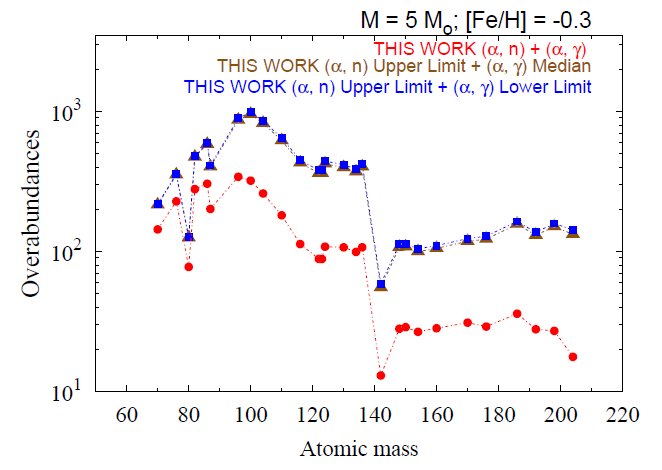 M = 5 Mo; [Fe/H] = -0.3
THIS WORK (α, n) + (α, γ)
THIS WORK (α, n) Upper Limit + (α, γ) Median
THIS WORK (α, n) Upper Limit + (α, γ) Lower Limit
10³
10²
10¹
Overabundances
60 80 100 120 140 160 180 200 220
Atomic mass